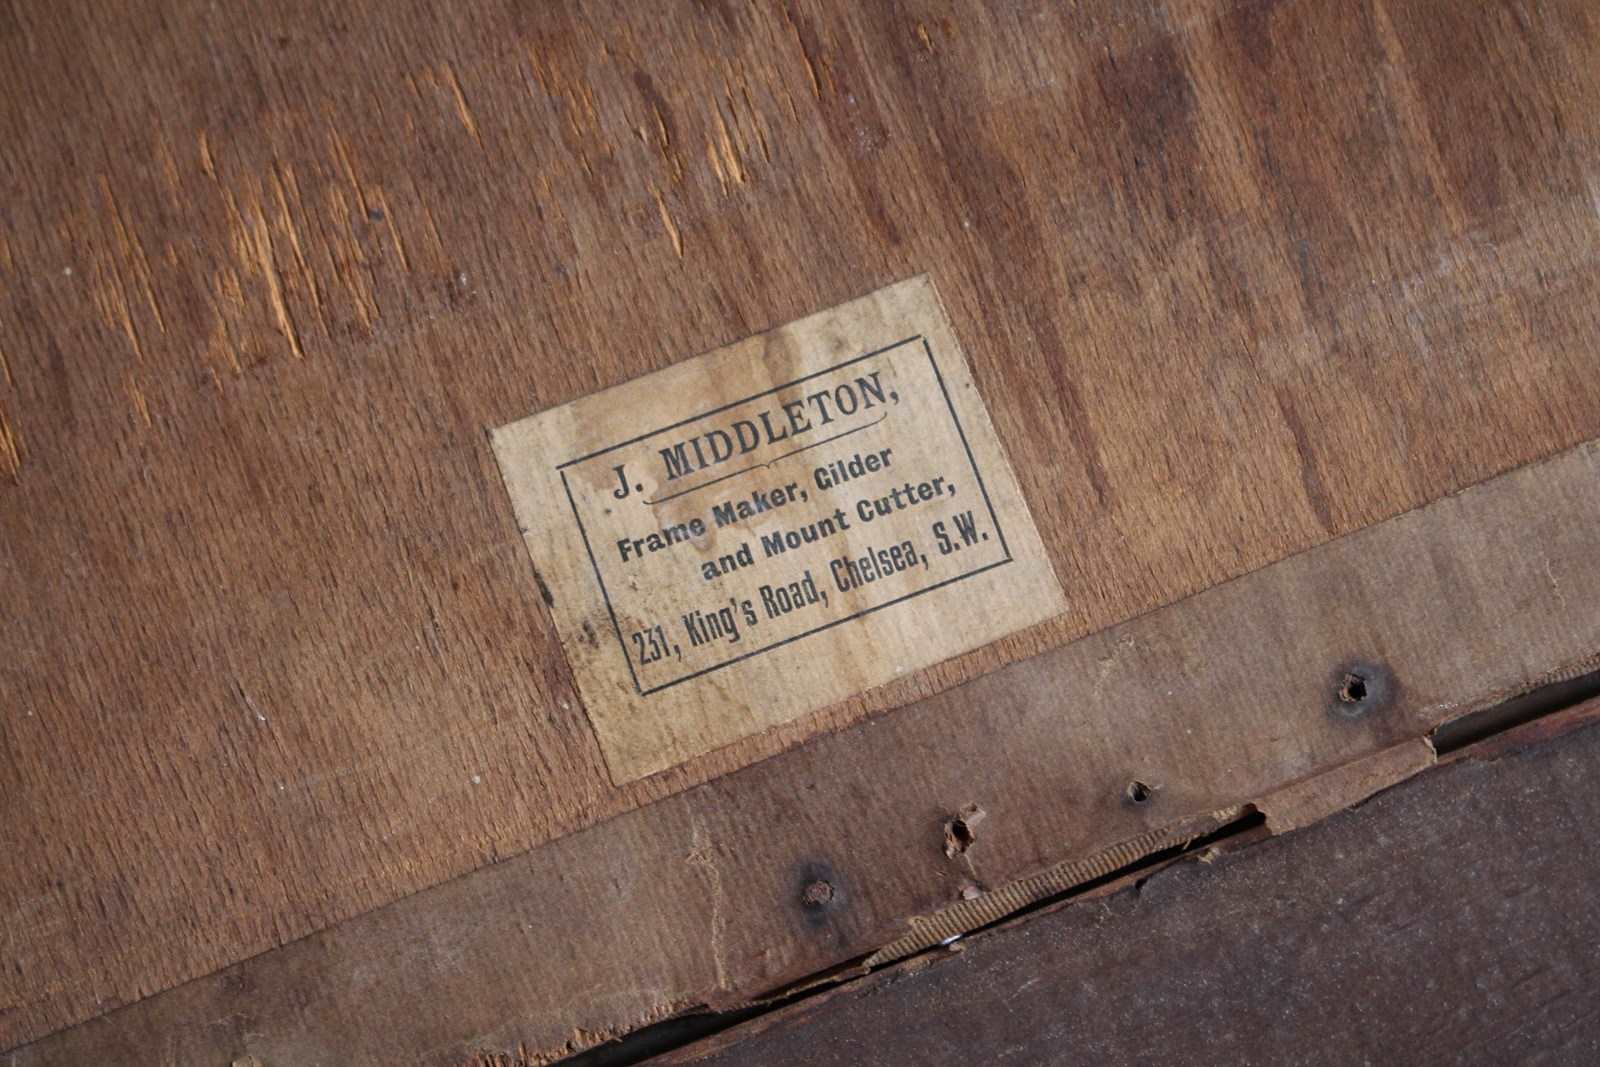 J. MIDDLETON,
Frame Maker, Gilder
and Mount Cutter,
231, King's Road, Chelsea, S.W.